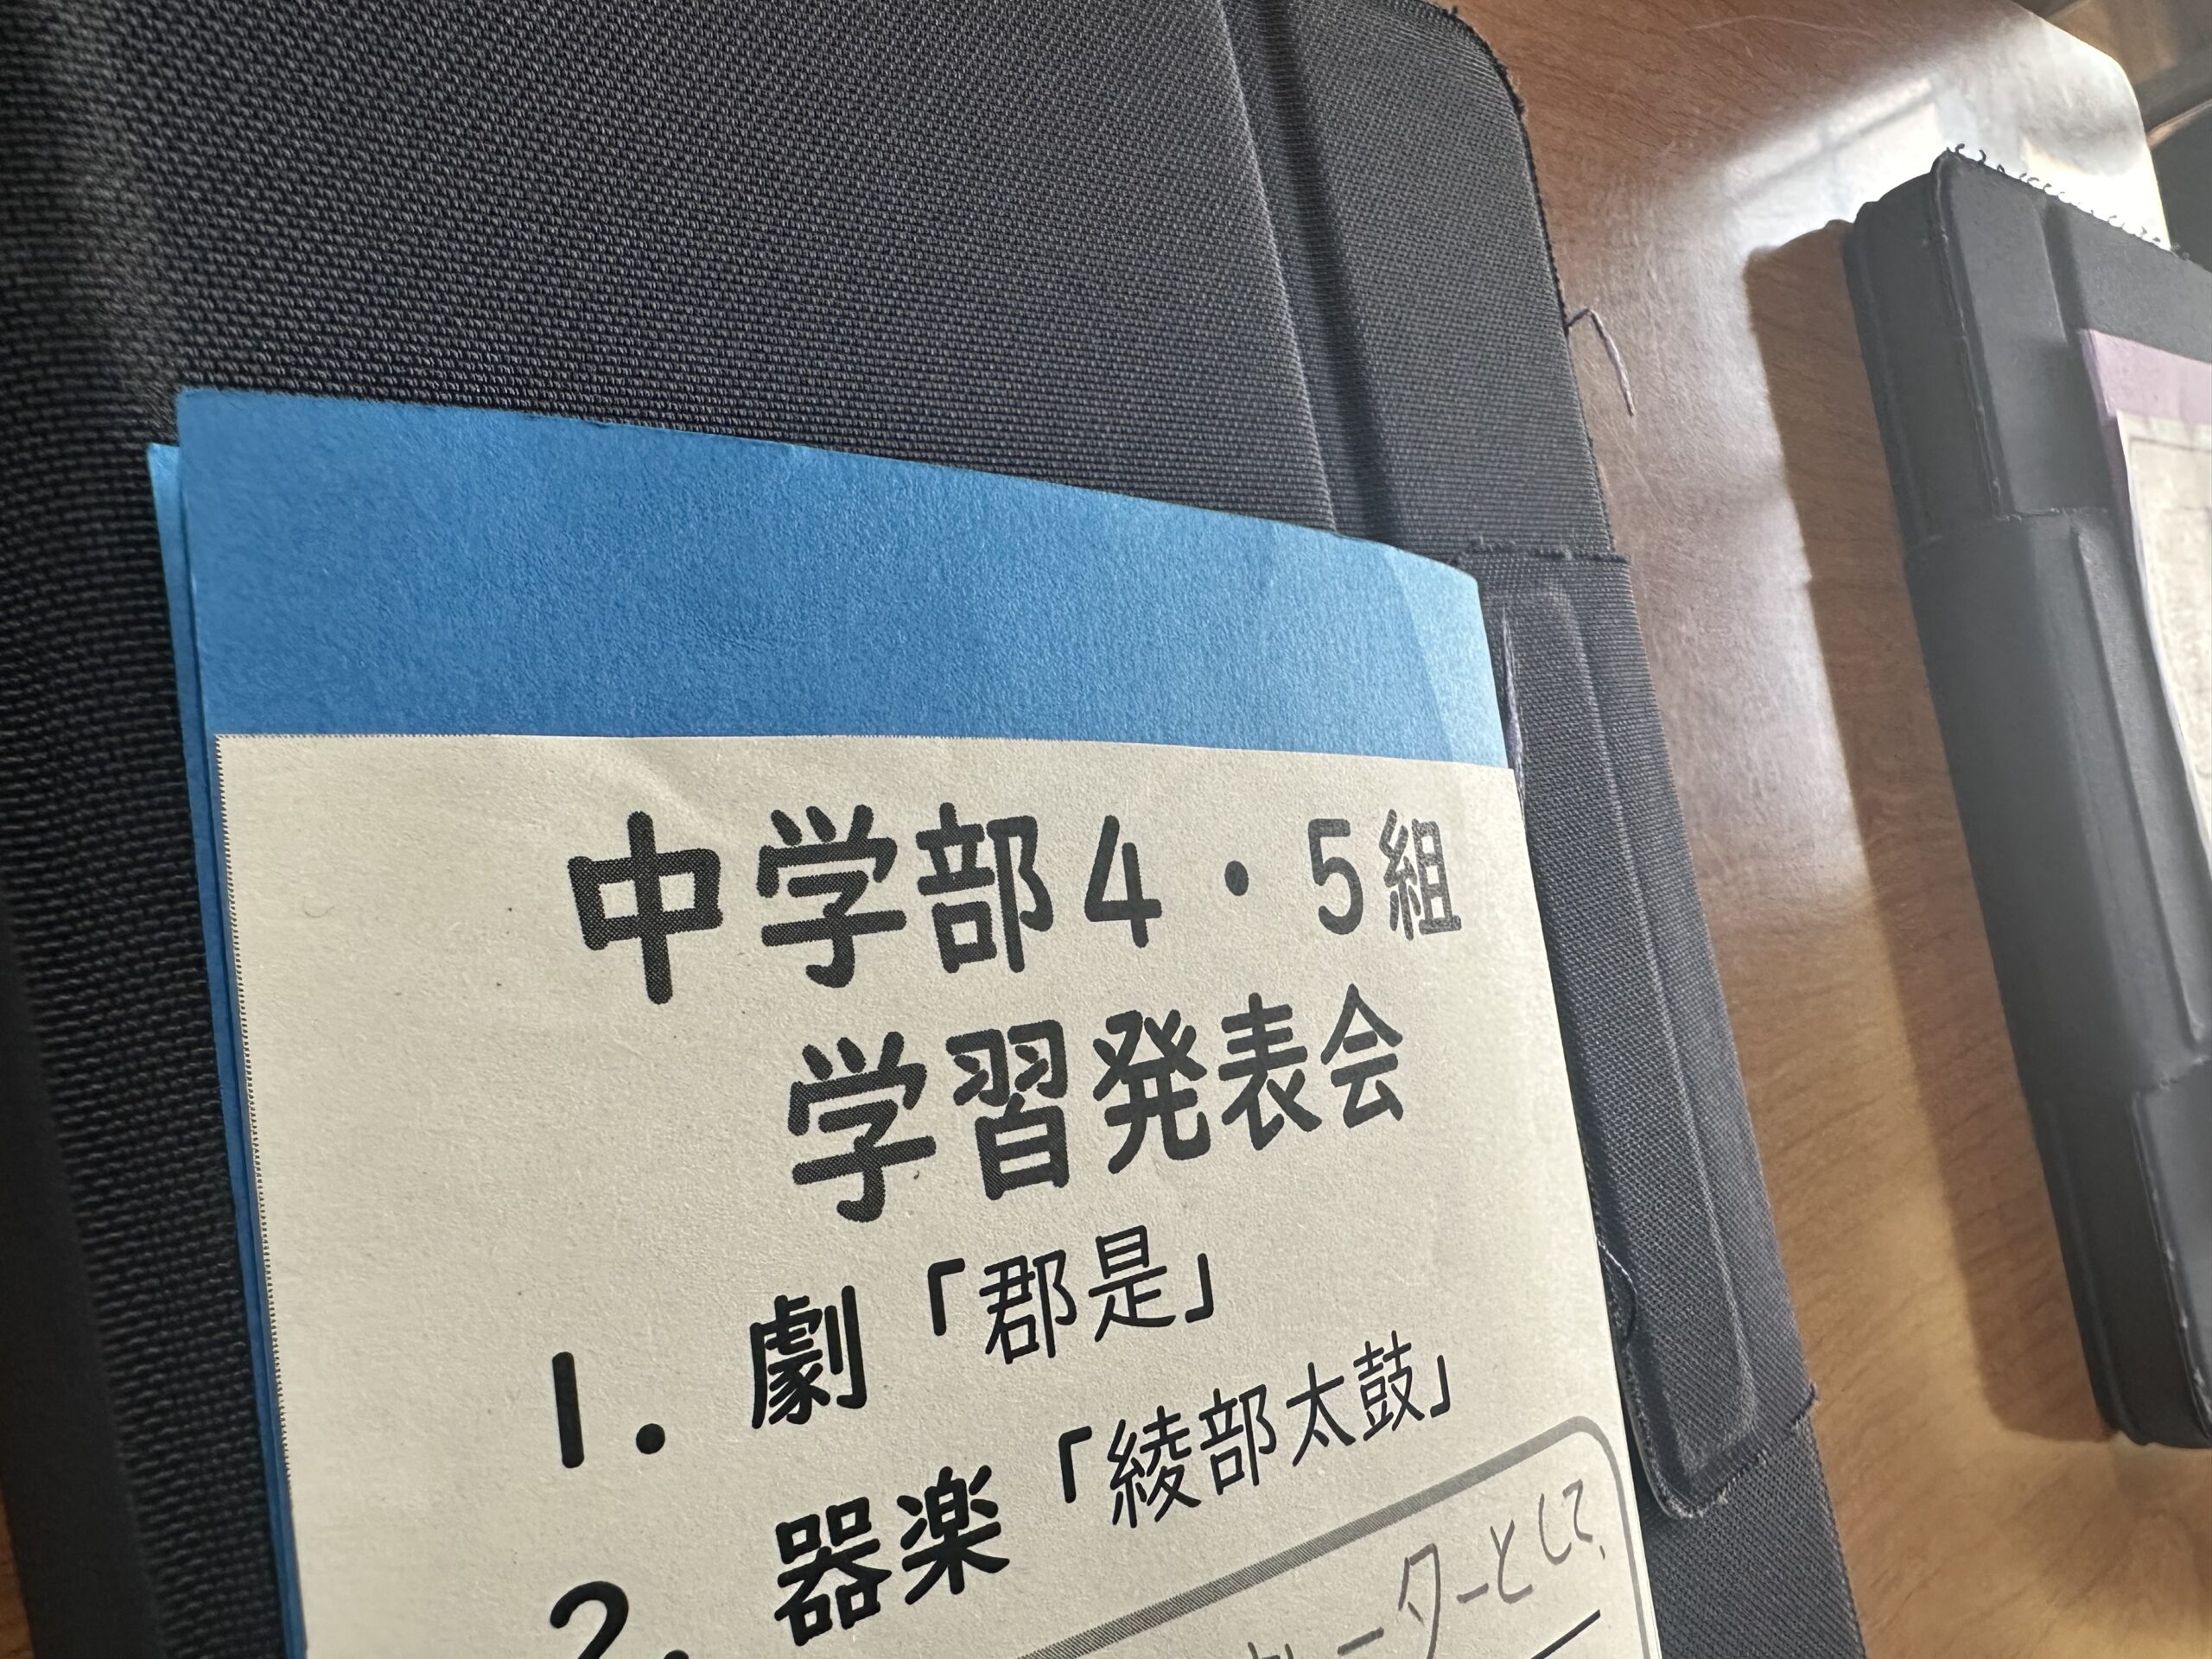 中学部4・5組
学習発表会
1. 劇「郡是」
2. 器楽「綾部太鼓」
ーターとして、